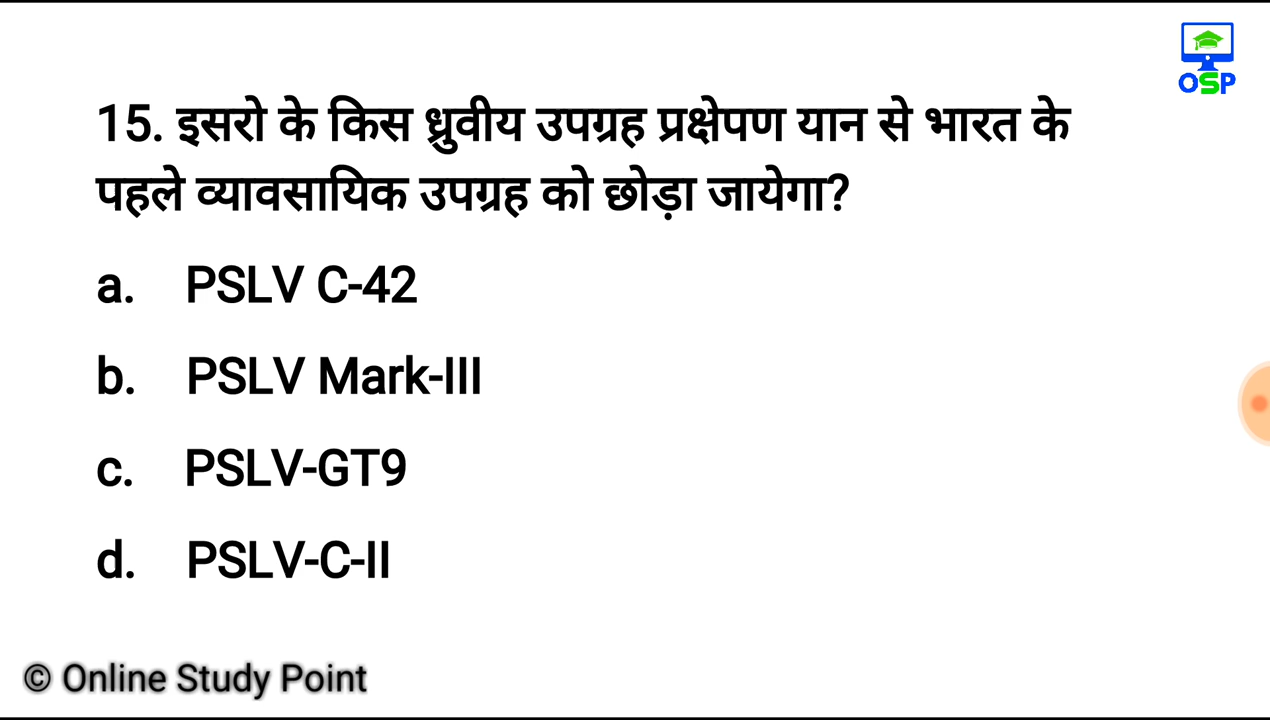 OSP
15. इसरो के किस ध्रुवीय उपग्रह प्रक्षेपण यान से भारत के
पहले व्यावसायिक उपग्रह को छोड़ा जायेगा?
a. PSLV C-42
b. PSLV Mark-III
c. PSLV-GT9
d. PSLV-C-II
© Online Study Point